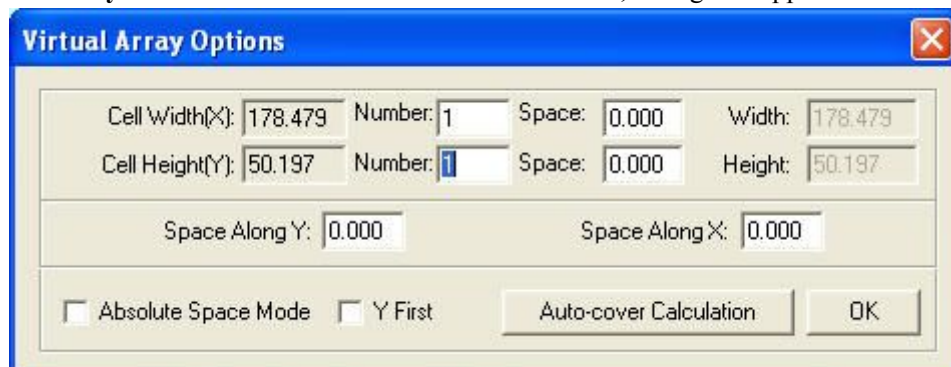 Virtual Array Options
Cell Width(X): 178.479 Number: 1 Space: 0.000 Width: 178.479
Cell Height(Y): 50.197 Number: 1 Space: 0.000 Height: 50.197
Space Along Y: 0.000 Space Along X: 0.000
Absolute Space Mode Y First Auto-cover Calculation OK